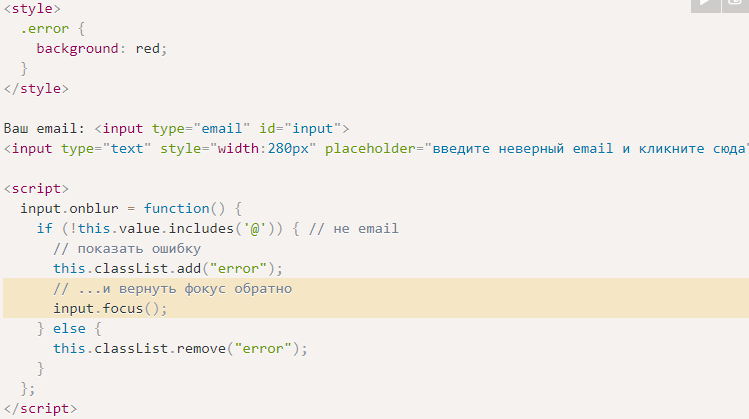 <style>
  .error {
    background: red;
  }
</style>

Ваш email: <input type="email" id="input">
<input type="text" style="width:280px" placeholder="введите неверный email и кликните сюда"

<script>
  input.onblur = function() {
    if (!this.value.includes('@')) { // не email
      // показать ошибку
      this.classList.add("error");
      // ...и вернуть фокус обратно
      input.focus();
    } else {
      this.classList.remove("error");
    }
  };
</script>